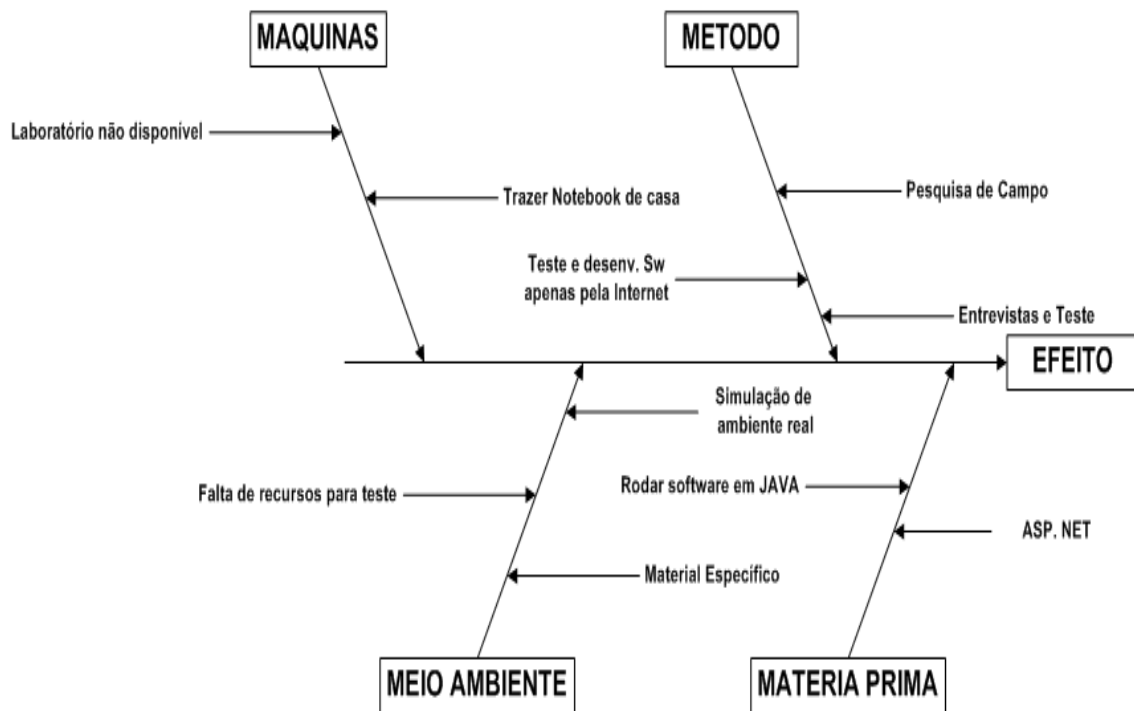 MAQUINAS
METODO
Laboratório não disponível
Trazer Notebook de casa
Pesquisa de Campo
Teste e desenv. Sw
apenas pela Internet
Entrevistas e Teste
EFEITO
Simulação de
ambiente real
Falta de recursos para teste
Rodar software em JAVA
ASP. NET
Material Específico
MEIO AMBIENTE
MATERIA PRIMA